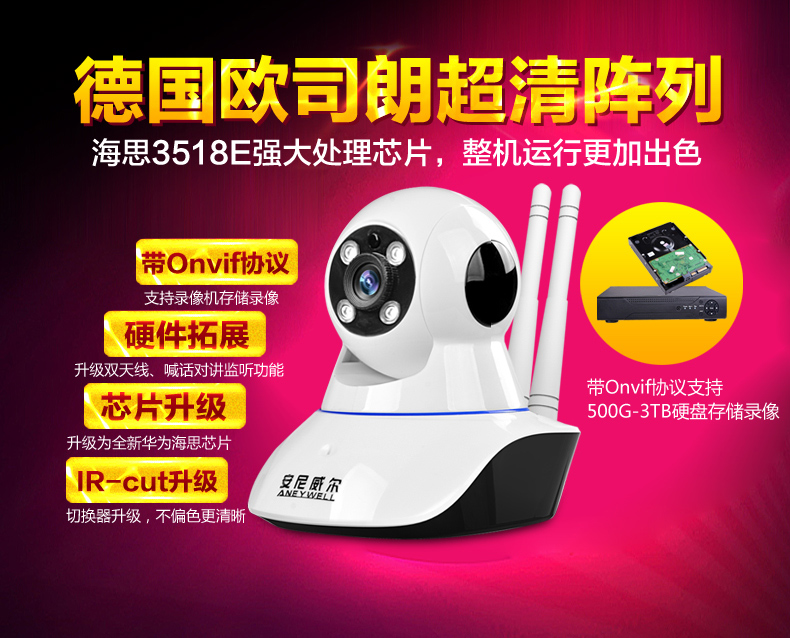 德国欧司朗超清阵列
海思3518E强大处理芯片，整机运行更加出色
带Onvif协议
支持录像机存储录像
硬件拓展
升级双天线、喊话对讲监听功能
芯片升级
升级为全新华为海思芯片
IR-cut升级
切换器升级，不偏色更清晰
安尼威尔
ANEYWELL
带Onvif协议支持
500G-3TB硬盘存储录像